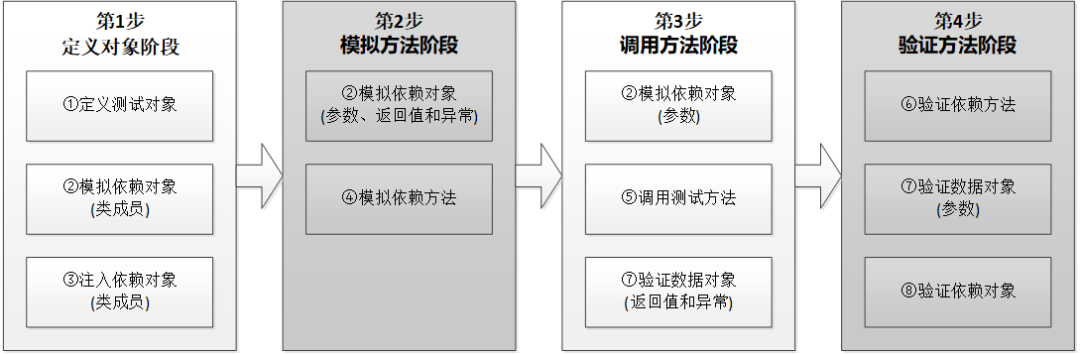 第1步
定义对象阶段
①定义测试对象
②模拟依赖对象
(类成员)
③注入依赖对象
(类成员)
第2步
模拟方法阶段
②模拟依赖对象
(参数、返回值和异常)
④模拟依赖方法
第3步
调用方法阶段
②模拟依赖对象
(参数)
⑤调用测试方法
⑦验证数据对象
(返回值和异常)
第4步
验证方法阶段
⑥验证依赖方法
⑦验证数据对象
(参数)
⑧验证依赖对象